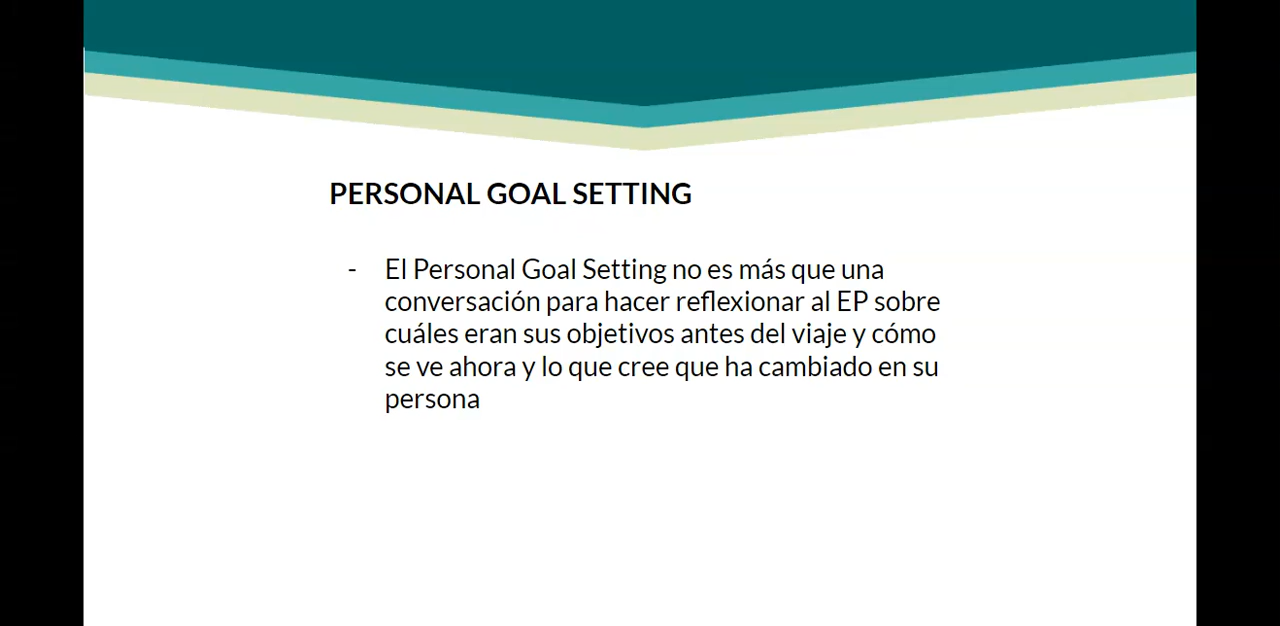 PERSONAL GOAL SETTING
- El Personal Goal Setting no es más que una
conversación para hacer reflexionar al EP sobre
cuáles eran sus objetivos antes del viaje y cómo
se ve ahora y lo que cree que ha cambiado en su
persona